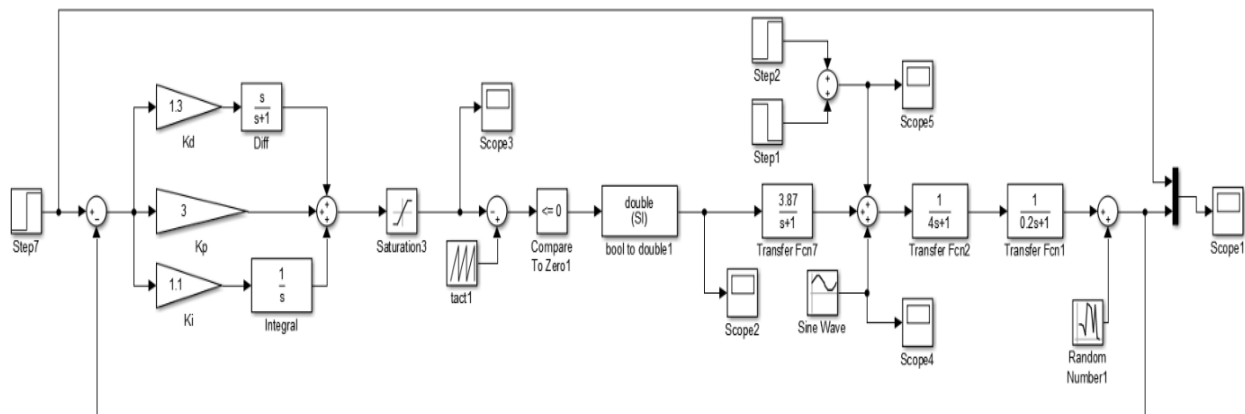 Step7
+
-
1.3
Kd
s
s+1
Diff
3
Kp
1.1
Ki
1
s
Integral
+
+
+
Saturation3
Scope3
-
+
tact1
<= 0
Compare
To Zero1
double
(SI)
bool to double1
Scope2
3.87
s+1
Transfer Fcn7
Step2
Step1
+
+
Scope5
Sine Wave
+
+
+
Scope4
1
4s+1
Transfer Fcn2
1
0.2s+1
Transfer Fcn1
+
+
Random
Number1
Scope1